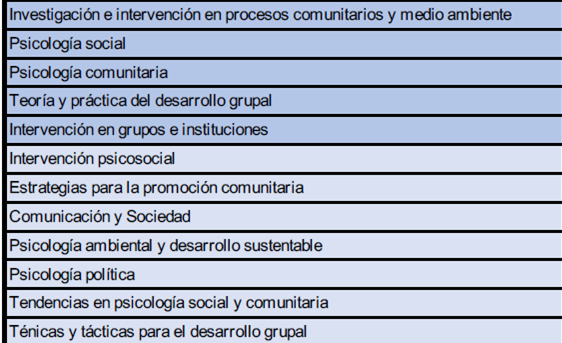 Investigación e intervención en procesos comunitarios y medio ambiente
Psicología social
Psicología comunitaria
Teoría y práctica del desarrollo grupal
Intervención en grupos e instituciones
Intervención psicosocial
Estrategias para la promoción comunitaria
Comunicación y Sociedad
Psicología ambiental y desarrollo sustentable
Psicología política
Tendencias en psicología social y comunitaria
Ténicas y tácticas para el desarrollo grupal